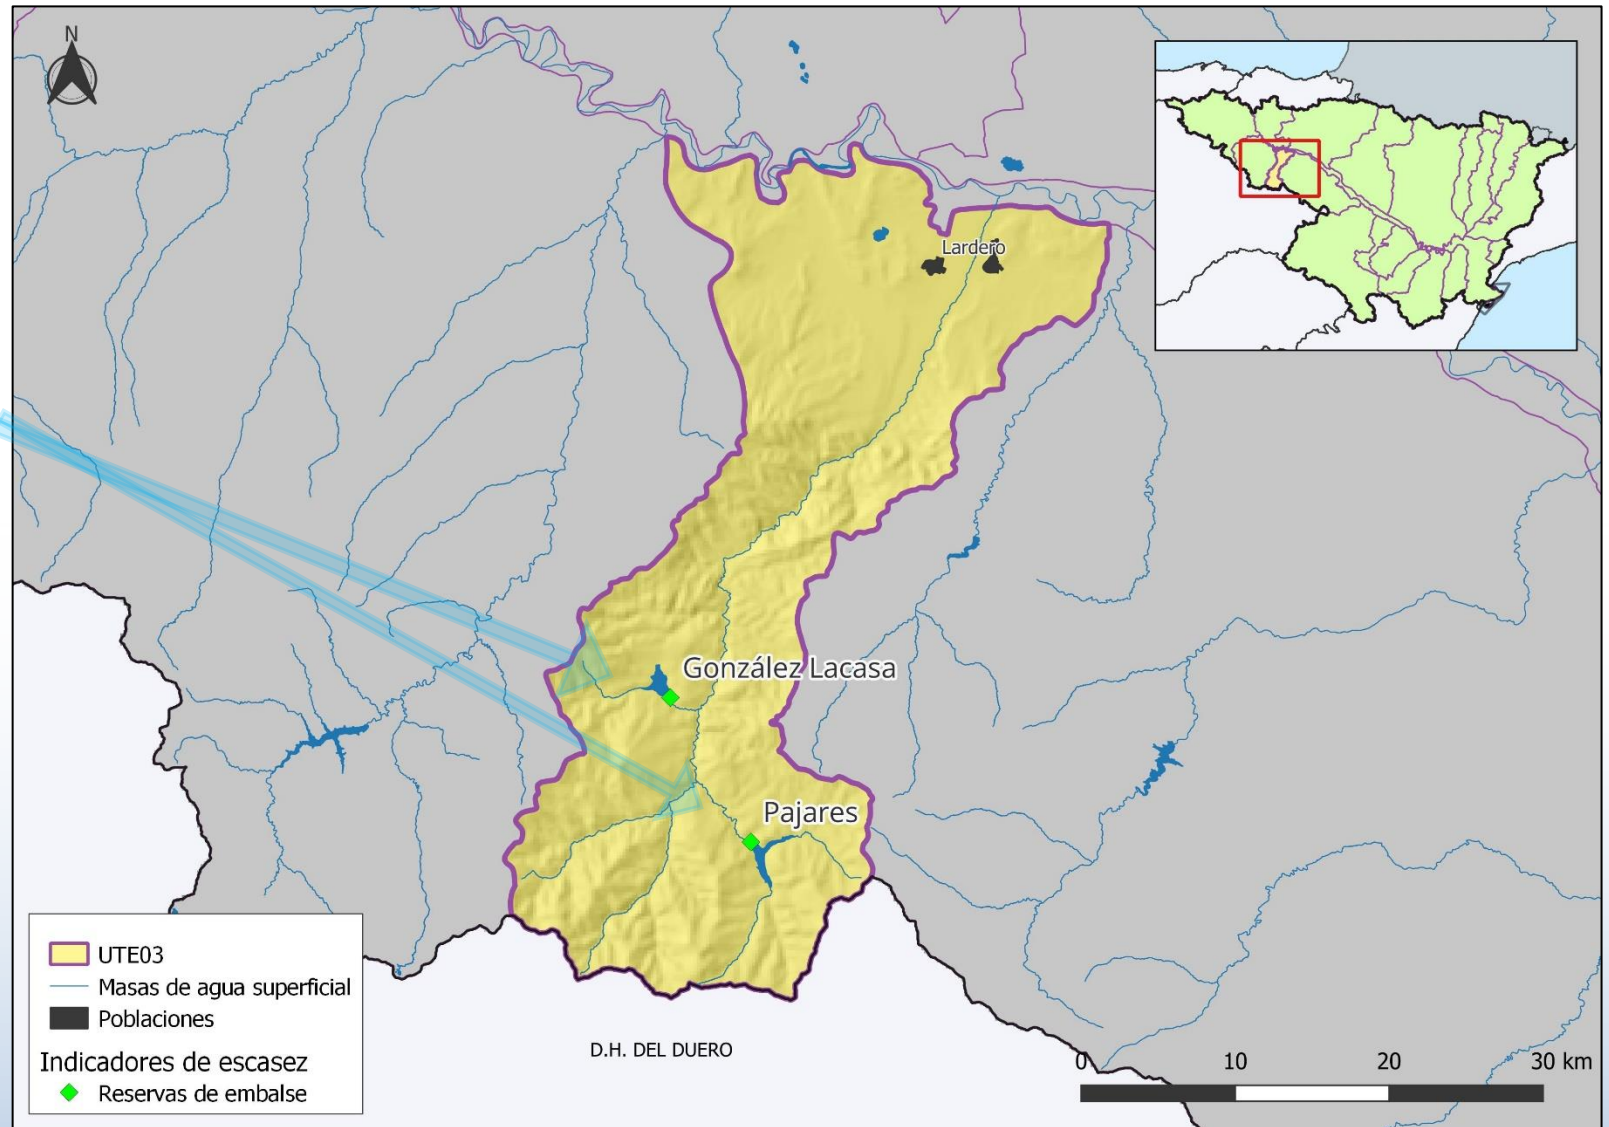 N
Lardero
González Lacasa
Pajares
UTE03
Masas de agua superficial
Poblaciones
Indicadores de escasez
Reservas de embalse
D.H. DEL DUERO
0 10 20 30 km